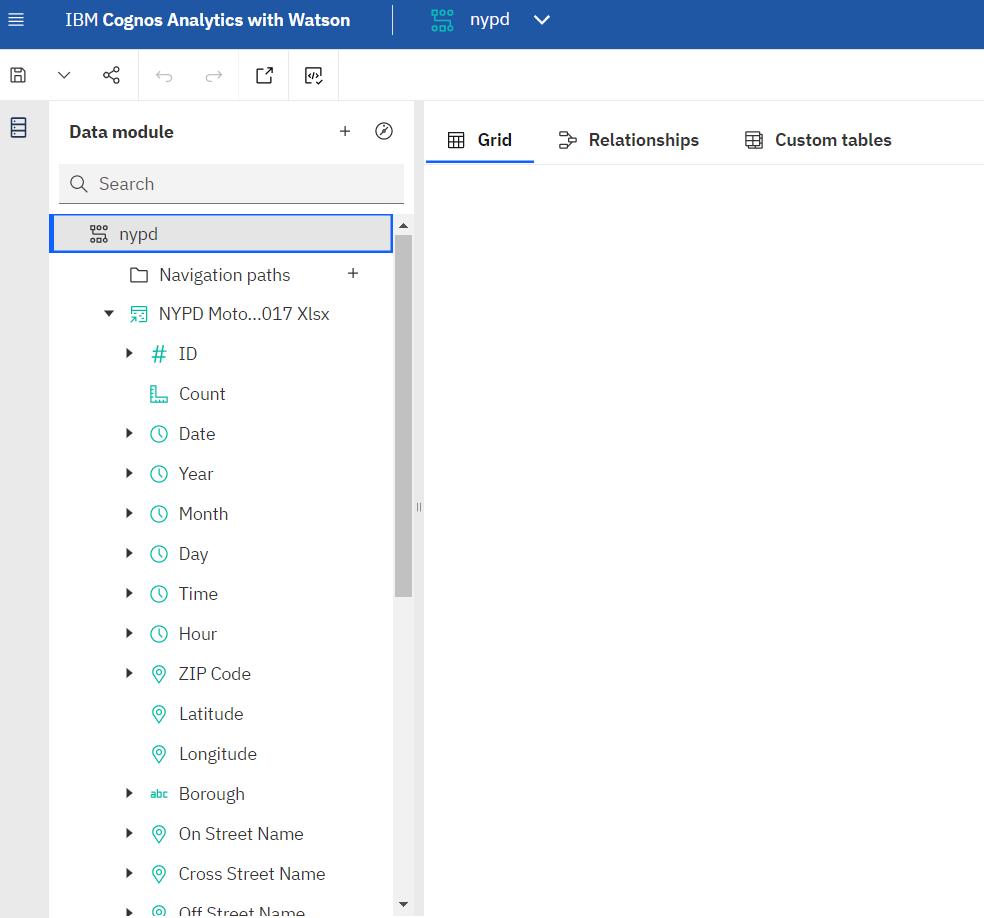 IBM Cognos Analytics with Watson
nypd
Data module
Search
nypd
Navigation paths
NYPD Moto...017 Xlsx
ID
Count
Date
Year
Month
Day
Time
Hour
ZIP Code
Latitude
Longitude
abc Borough
On Street Name
Cross Street Name
Off Street Name
Grid
Relationships
Custom tables